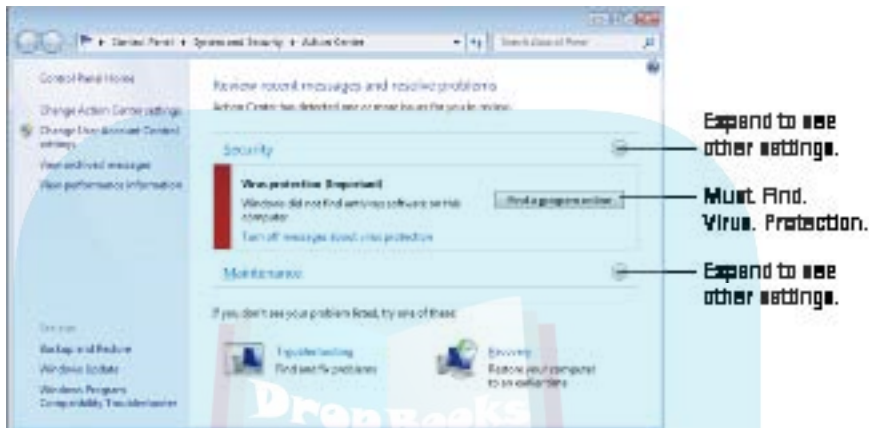 Control Panel System and Security Action Center
Search Control Panel
Control Panel Home
Change Action Center settings
Change User Account Control
settings
View archived messages
View performance information
See also
Backup and Restore
Windows Update
Windows Program
Compatibility Troubleshooter
Review recent messages and resolve problems
Action Center has detected one or more issues for you to review.
Security
Virus protection (Important)
Windows did not find antivirus software on this
computer.
Turn off messages about virus protection
Find a program online
Maintenance
If you don't see your problem listed, try one of these:
Troubleshooting
Find and fix problems
Recovery
Restore your computer
to an earlier time
Expand to see
other settings.
Must. Find.
Virus. Protection.
Expand to see
other settings.
DropBooks